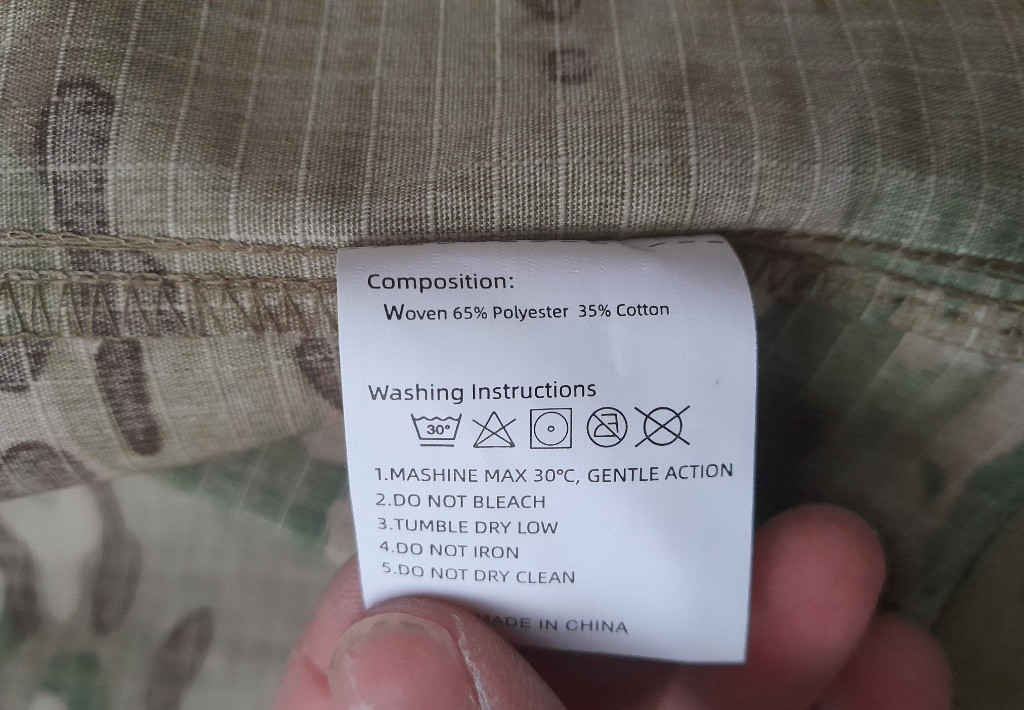 Composition:
Woven 65% Polyester 35% Cotton
Washing Instructions
30°
1.MASHINE MAX 30°C, GENTLE ACTION
2.DO NOT BLEACH
3.TUMBLE DRY LOW
4.DO NOT IRON
5.DO NOT DRY CLEAN
MADE IN CHINA